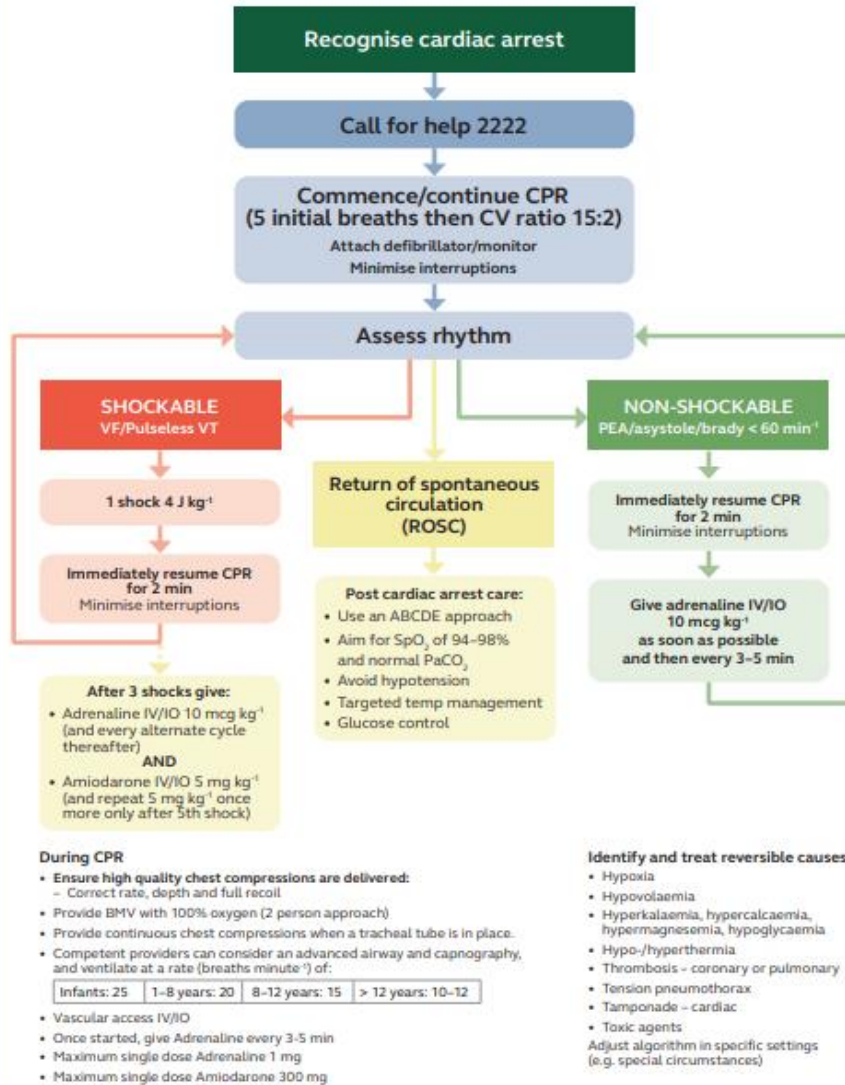 Recognise cardiac arrest
Call for help 2222
Commence/continue CPR
(5 initial breaths then CV ratio 15:2)
Attach defibrillator/monitor
Minimise interruptions
Assess rhythm
SHOCKABLE
VF/Pulseless VT
1 shock 4 J kg⁻¹
Immediately resume CPR
for 2 min
Minimise interruptions
After 3 shocks give:
• Adrenaline IV/IO 10 mcg kg⁻¹
(and every alternate cycle
thereafter)
AND
• Amiodarone IV/IO 5 mg kg⁻¹
(and repeat 5 mg kg⁻¹ once
more only after 5th shock)
Return of spontaneous
circulation
(ROSC)
Post cardiac arrest care:
• Use an ABCDE approach
• Aim for SpO₂ of 94–98%
and normal PaCO₂
• Avoid hypotension
• Targeted temp management
• Glucose control
NON-SHOCKABLE
PEA/asystole/brady < 60 min⁻¹
Immediately resume CPR
for 2 min
Minimise interruptions
Give adrenaline IV/IO
10 mcg kg⁻¹
as soon as possible
and then every 3–5 min
During CPR
• Ensure high quality chest compressions are delivered:
– Correct rate, depth and full recoil
• Provide BMV with 100% oxygen (2 person approach)
• Provide continuous chest compressions when a tracheal tube is in place.
• Competent providers can consider an advanced airway and capnography,
and ventilate at a rate (breaths minute⁻¹) of:
Infants: 25 1–8 years: 20 8–12 years: 15 > 12 years: 10–12
• Vascular access IV/IO
• Once started, give Adrenaline every 3-5 min
• Maximum single dose Adrenaline 1 mg
• Maximum single dose Amiodarone 300 mg
Identify and treat reversible causes
• Hypoxia
• Hypovolaemia
• Hyperkalaemia, hypercalcaemia,
hypermagnesemia, hypoglycaemia
• Hypo-/hyperthermia
• Thrombosis – coronary or pulmonary
• Tension pneumothorax
• Tamponade – cardiac
• Toxic agents
Adjust algorithm in specific settings
(e.g. special circumstances)